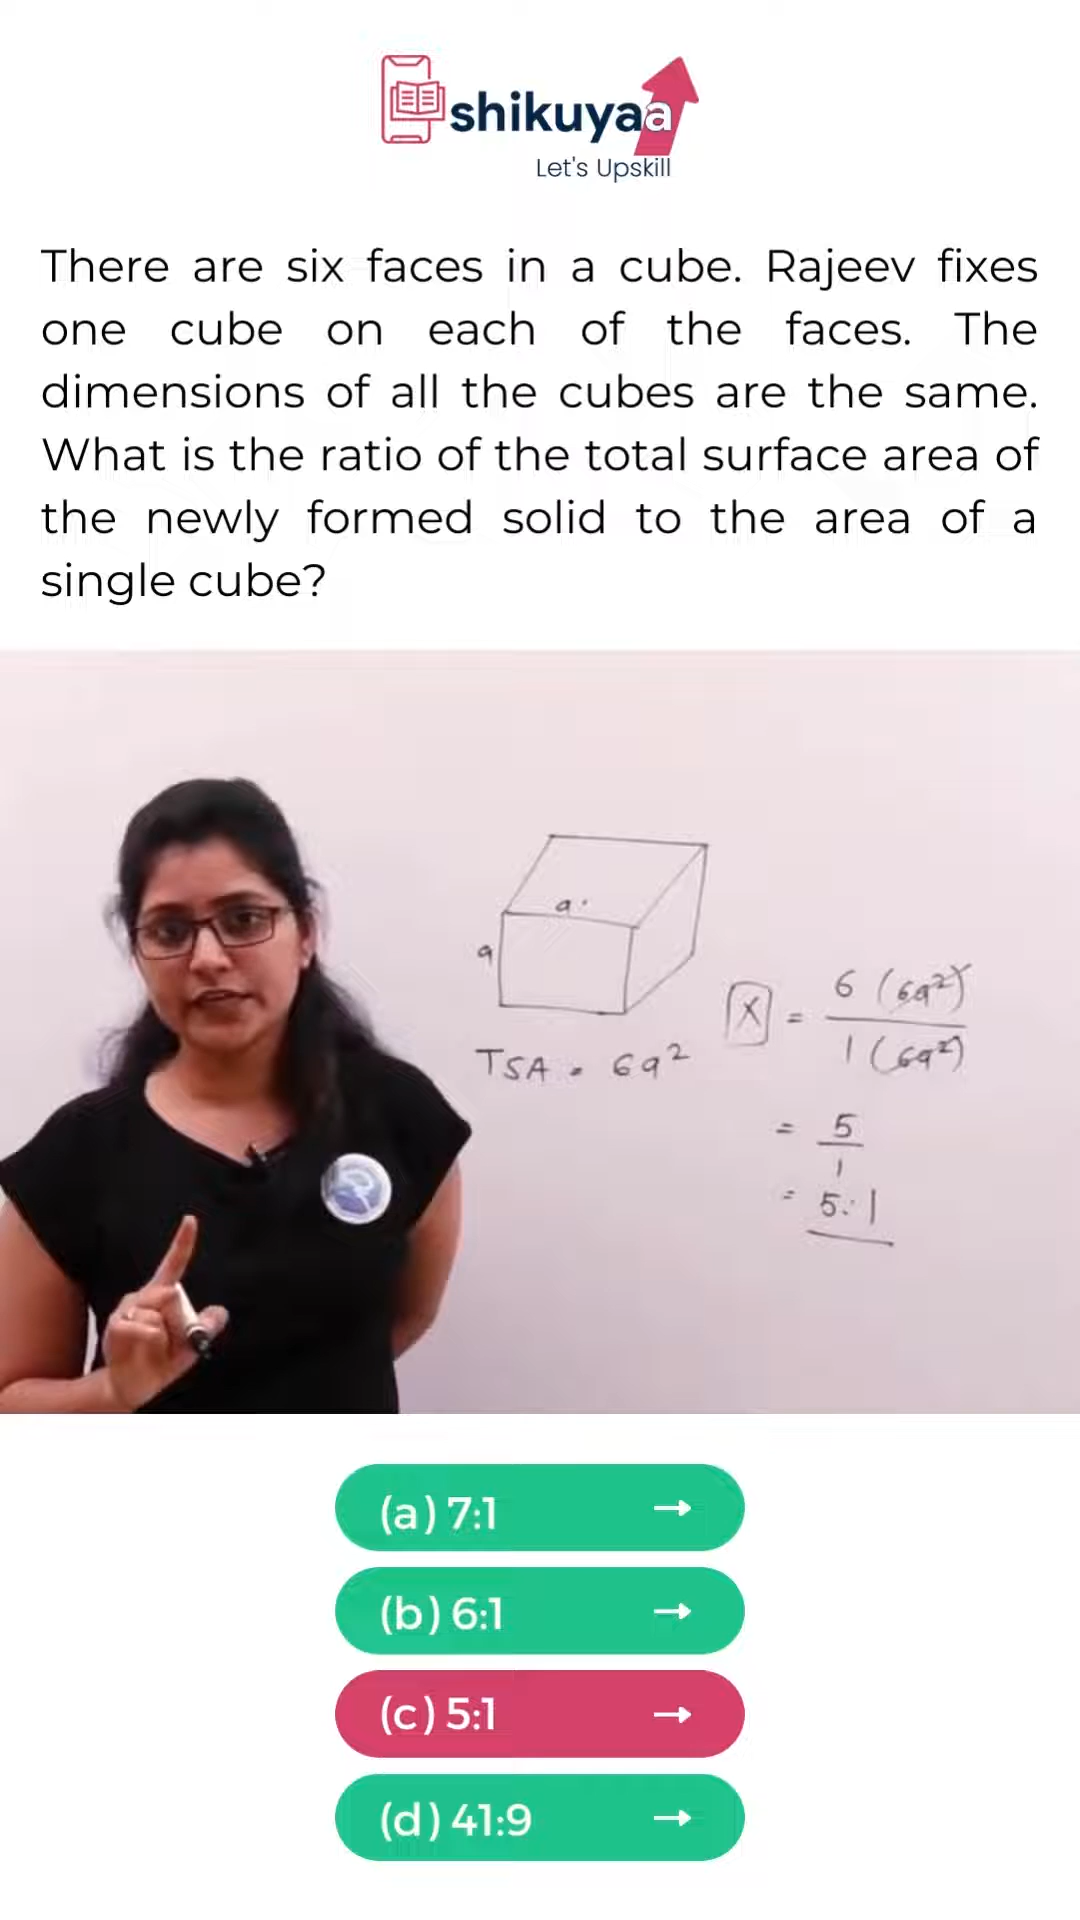 shikuyaa
Let's Upskill
There are six faces in a cube. Rajeev fixes
one cube on each of the faces. The
dimensions of all the cubes are the same.
What is the ratio of the total surface area of
the newly formed solid to the area of a
single cube?
a
a
TSA = 6a²
x = 6 (6a²)
1 (6a²)
= 5
1
= 5:1
(a) 7:1 →
(b) 6:1 →
(c) 5:1 →
(d) 41:9 →